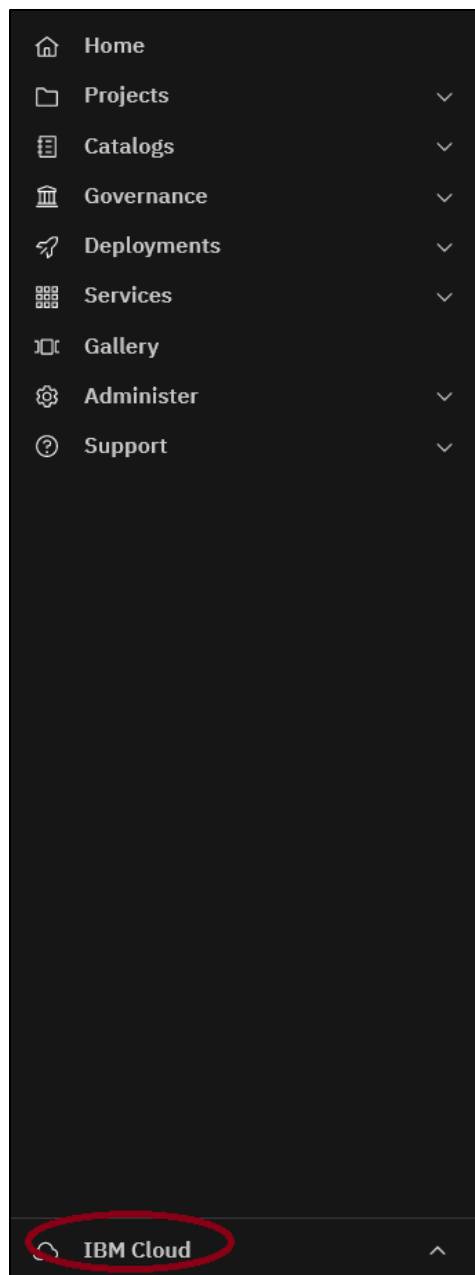 Home
Projects
Catalogs
Governance
Deployments
Services
Gallery
Administer
Support
IBM Cloud